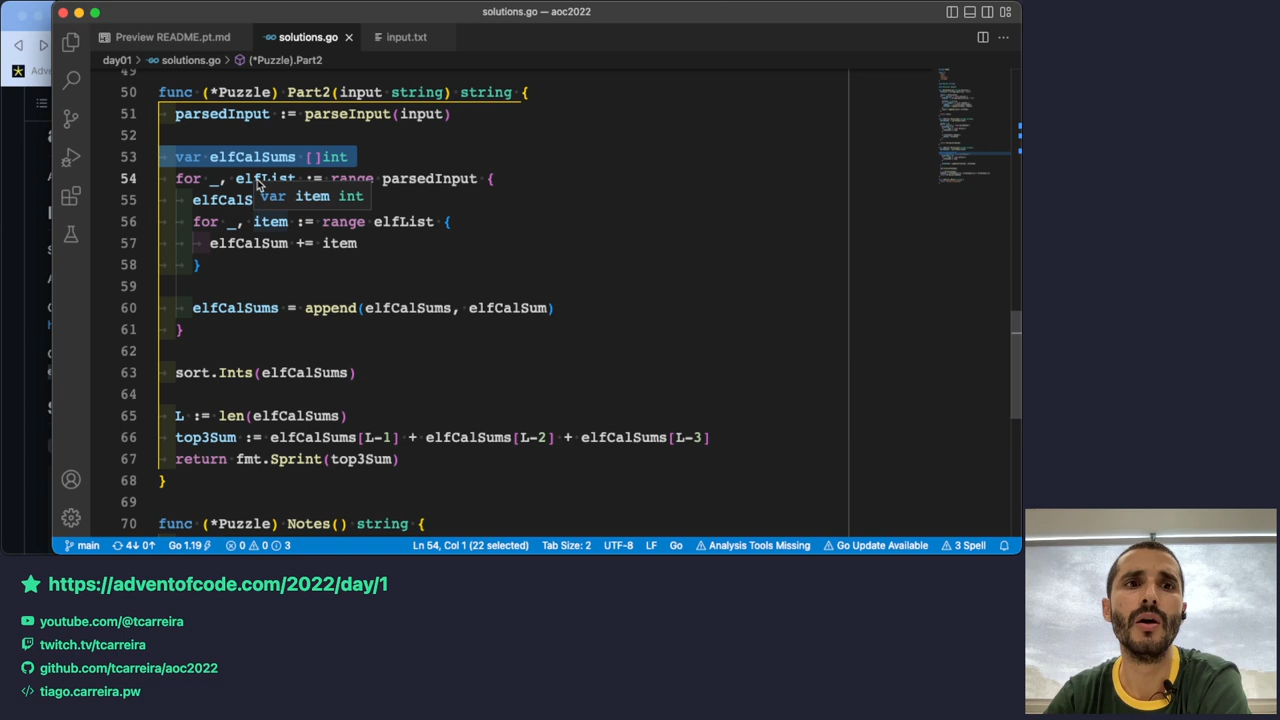 solutions.go — aoc2022
Preview README.pt.md
solutions.go
input.txt
day01 > solutions.go > (*Puzzle).Part2
49
50 func (*Puzzle) Part2(input string) string {
51 parsedInput := parseInput(input)
52
53 var elfCalSums []int
54 for _, elfList := range parsedInput {
var item int
55 elfCalS
56 for _, item := range elfList {
57 elfCalSum += item
58 }
59
60 elfCalSums = append(elfCalSums, elfCalSum)
61 }
62
63 sort.Ints(elfCalSums)
64
65 L := len(elfCalSums)
66 top3Sum := elfCalSums[L-1] + elfCalSums[L-2] + elfCalSums[L-3]
67 return fmt.Sprint(top3Sum)
68 }
69
70 func (*Puzzle) Notes() string {
main 4↓ 0↑ Go 1.19 0 0 3 Ln 54, Col 1 (22 selected) Tab Size: 2 UTF-8 LF Go Analysis Tools Missing Go Update Available 3 Spell
https://adventofcode.com/2022/day/1
youtube.com/@tcarreira
twitch.tv/tcarreira
github.com/tcarreira/aoc2022
tiago.carreira.pw